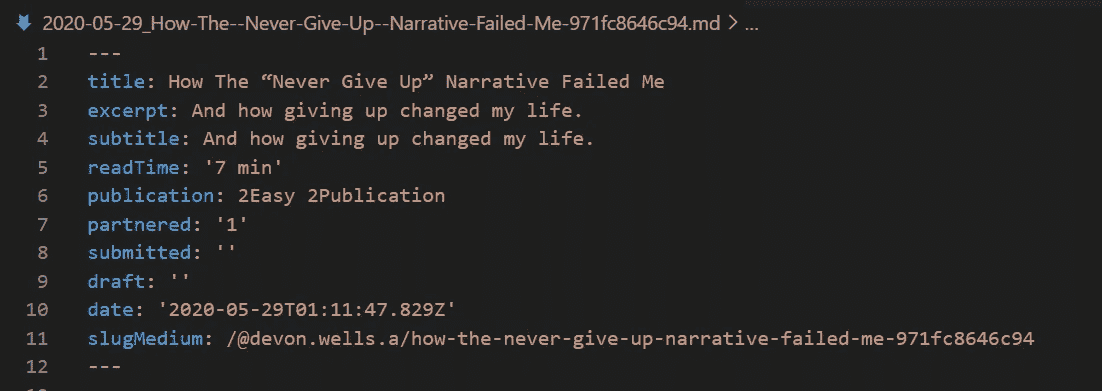 2020-05-29_How-The--Never-Give-Up--Narrative-Failed-Me-971fc8646c94.md > ...
1 ---
2 title: How The “Never Give Up” Narrative Failed Me
3 excerpt: And how giving up changed my life.
4 subtitle: And how giving up changed my life.
5 readTime: '7 min'
6 publication: 2Easy 2Publication
7 partnered: '1'
8 submitted: ''
9 draft: ''
10 date: '2020-05-29T01:11:47.829Z'
11 slugMedium: /@devon.wells.a/how-the-never-give-up-narrative-failed-me-971fc8646c94
12 ---